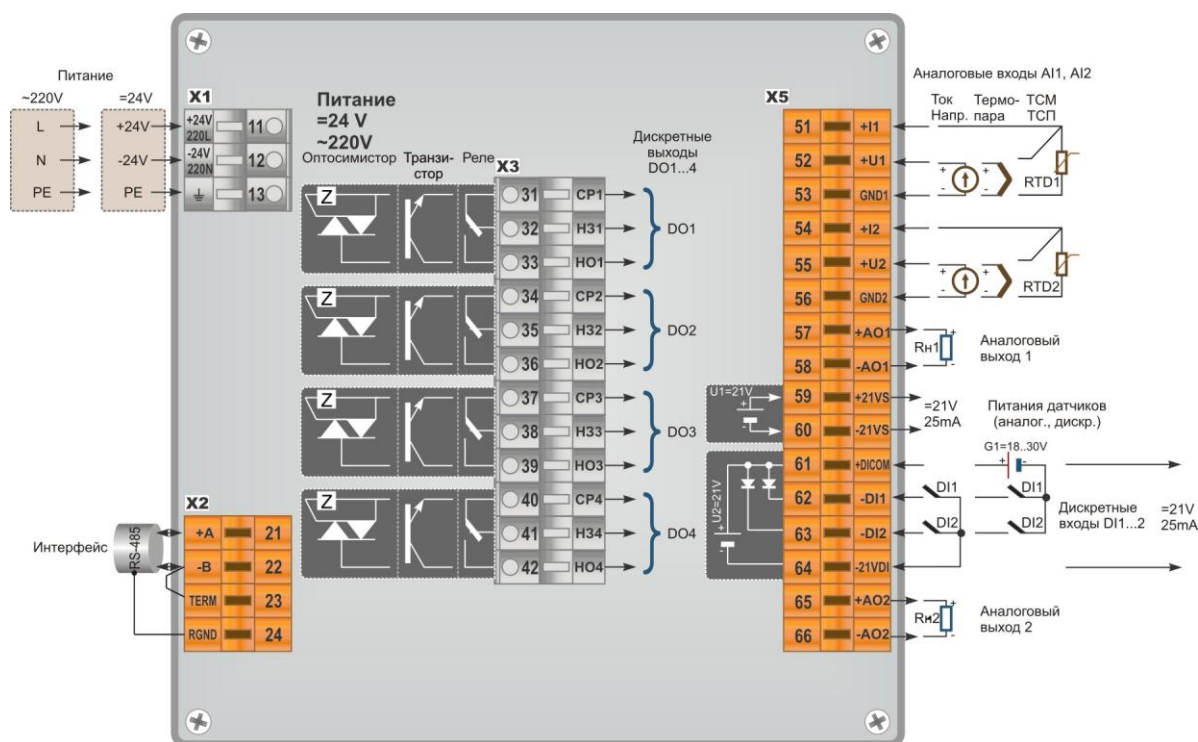 Питание
~220V
=24V
L
+24V
N
-24V
PE
PE
X1
+24V
220L
11
-24V
220N
12
13
Питание
=24 V
~220V
Оптосимистор
Транзи-
стор
Реле
X3
Дискретные
выходы
DO1...4
Z
31 CP1
32 H31
33 HO1
DO1
Z
34 CP2
35 H32
36 HO2
DO2
Z
37 CP3
38 H33
39 HO3
DO3
Z
40 CP4
41 H34
42 HO4
DO4
X2
Интерфейс
RS-485
+A 21
-B 22
TERM 23
RGND 24
X5
51 +I1
52 +U1
53 GND1
54 +I2
55 +U2
56 GND2
57 +AO1
58 -AO1
59 +21VS
60 -21VS
61 +DICOM
62 -DI1
63 -DI2
64 -21VDI
65 +AO2
66 -AO2
U1=21V
+
U2=21V
+
Аналоговые входы AI1, AI2
Ток
Напр.
Термо-
пара
ТСМ
ТСП
+
-
+
-
RTD1
+
-
+
-
RTD2
Rн1
+
-
Аналоговый
выход 1
=21V
25mA
Питания датчиков
(аналог., дискр.)
G1=18..30V
+
-
DI1
DI1
DI2
DI2
Дискретные
входы DI1...2
=21V
25mA
Rн2
+
-
Аналоговый
выход 2